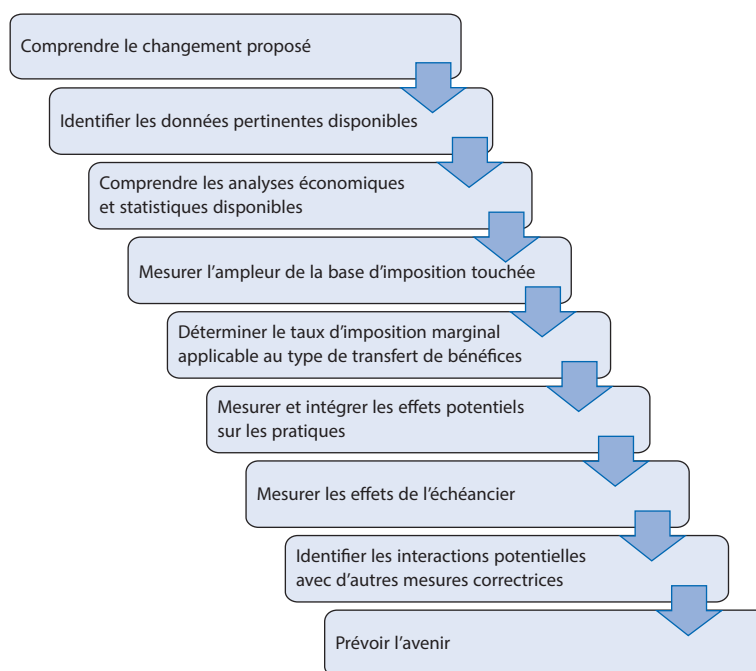 Comprendre le changement proposé
Identifier les données pertinentes disponibles
Comprendre les analyses économiques
et statistiques disponibles
Mesurer l’ampleur de la base d’imposition touchée
Déterminer le taux d’imposition marginal
applicable au type de transfert de bénéfices
Mesurer et intégrer les effets potentiels
sur les pratiques
Mesurer les effets de l’échéancier
Identifier les interactions potentielles
avec d’autres mesures correctrices
Prévoir l’avenir